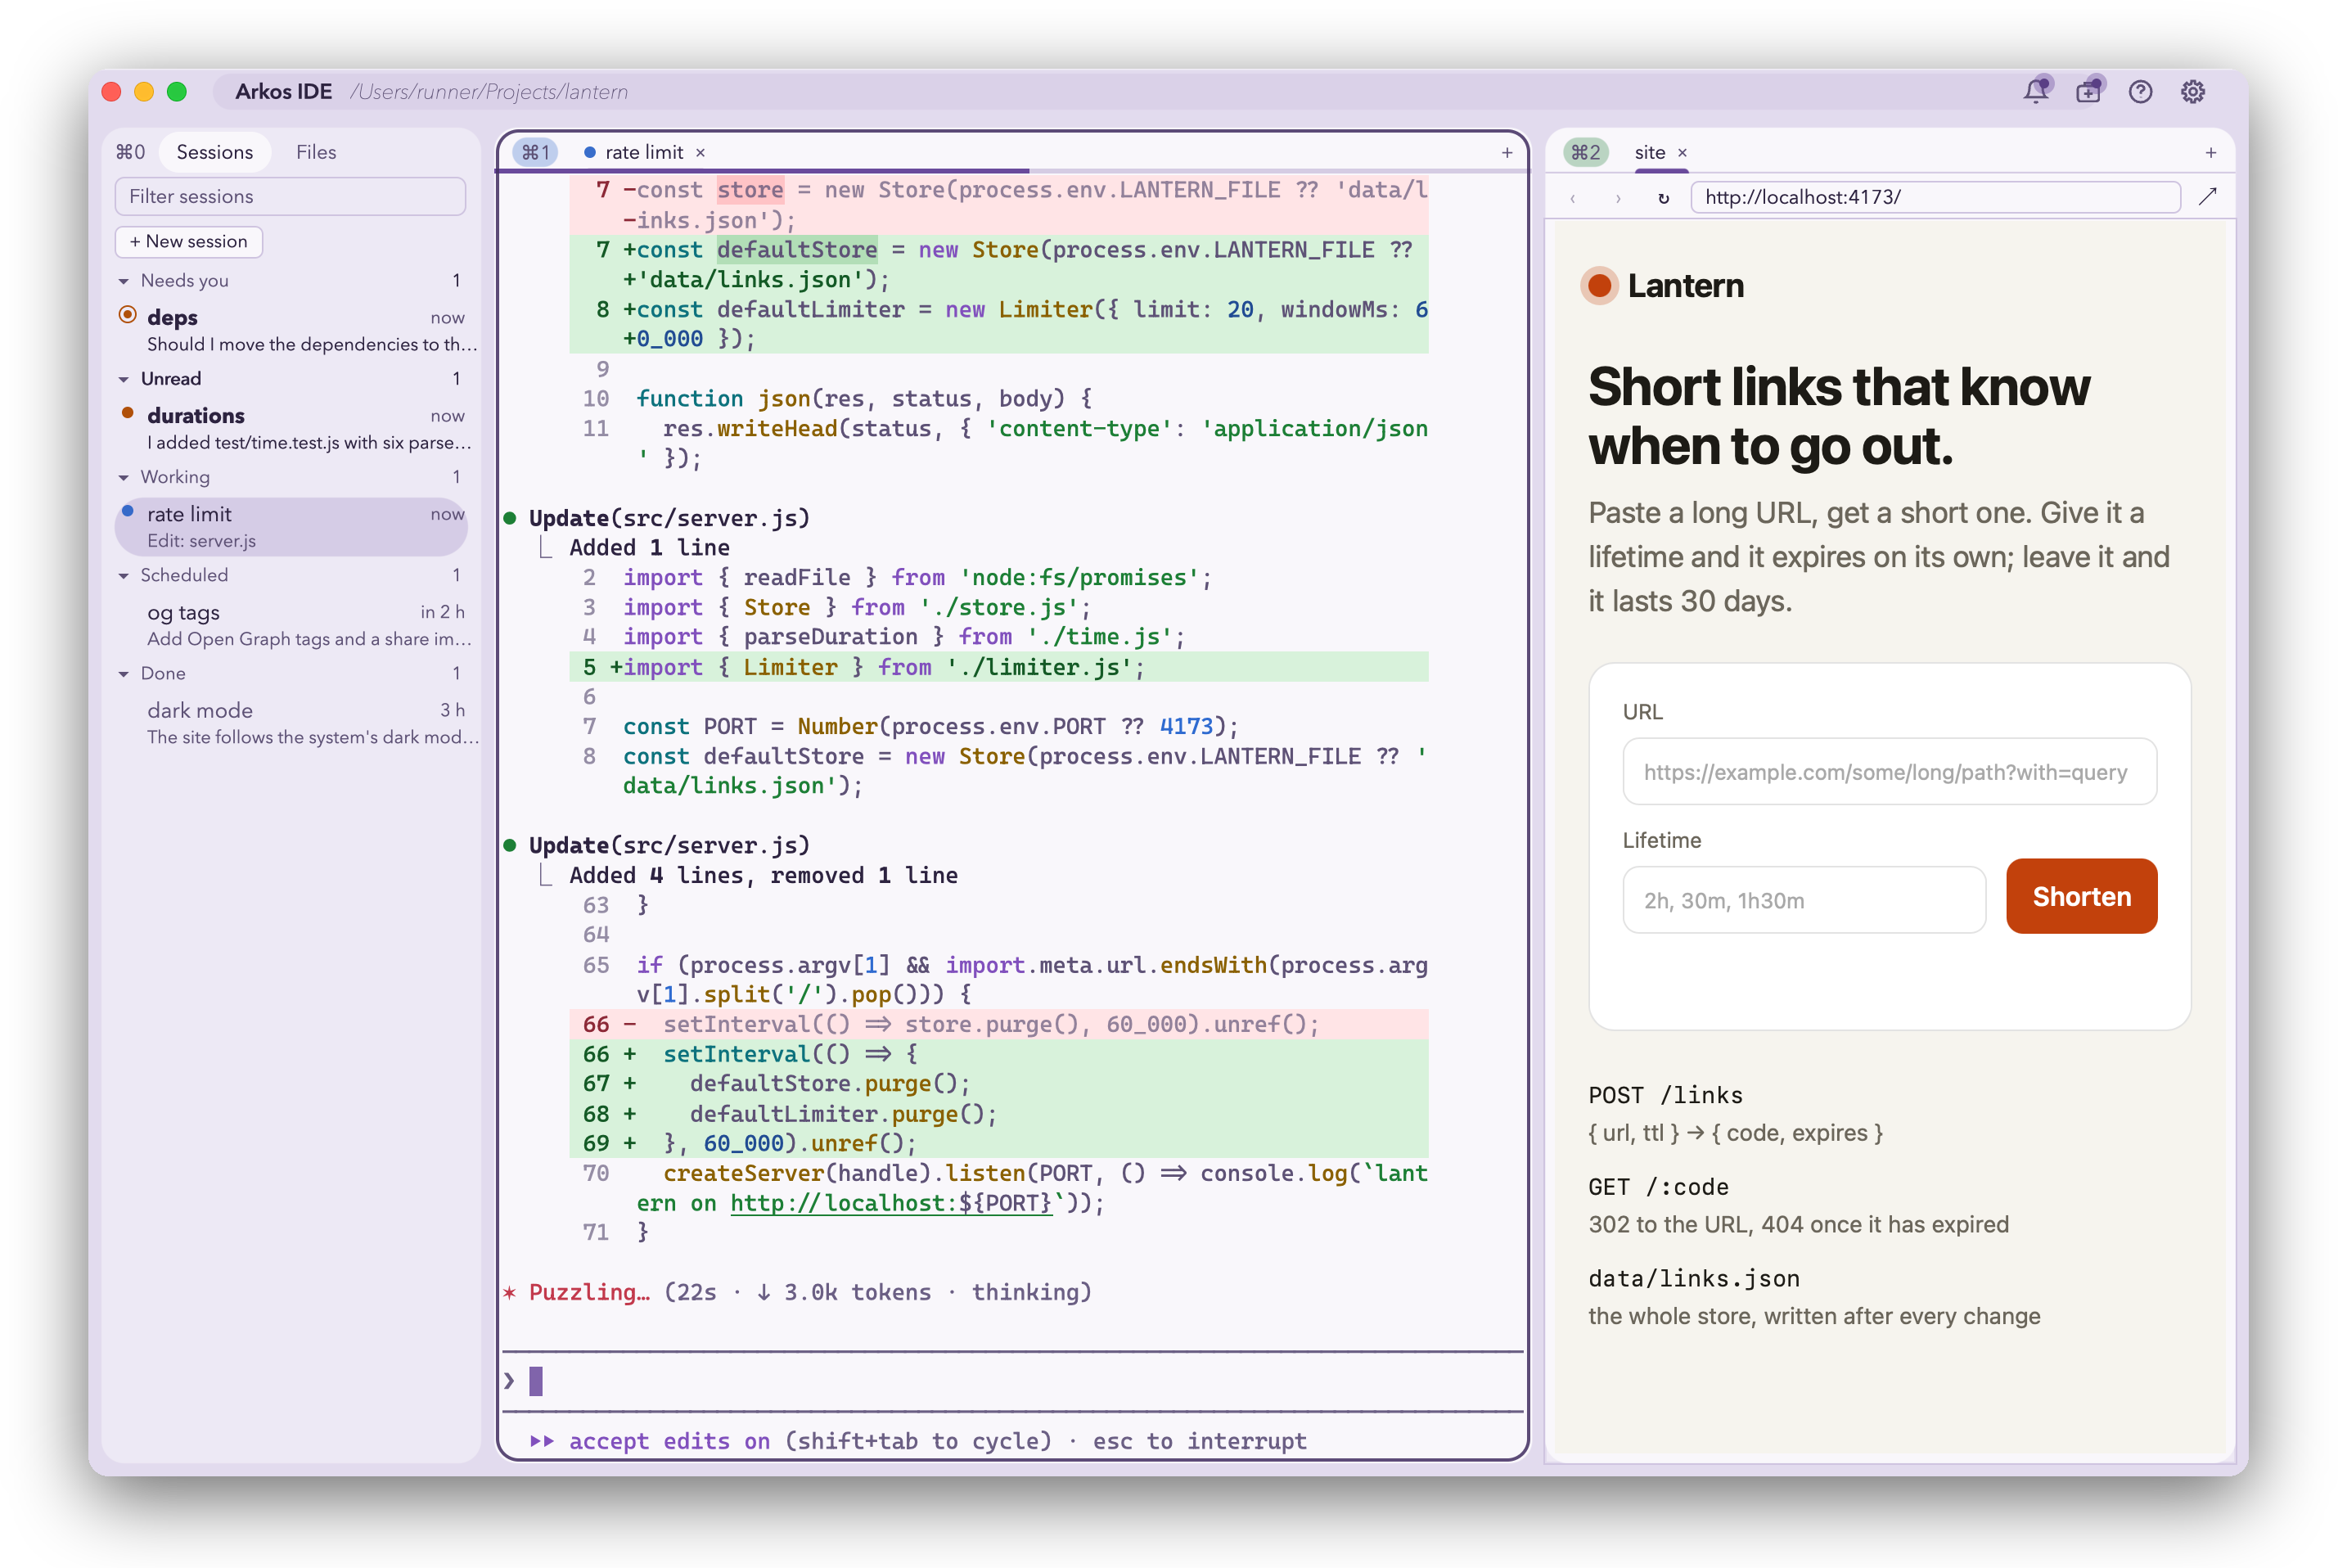 Arkos IDE /Users/runner/Projects/lantern
⌘0 Sessions Files
Filter sessions
+ New session
Needs you 1
deps now
Should I move the dependencies to th…
Unread 1
durations now
I added test/time.test.js with six parse…
Working 1
rate limit now
Edit: server.js
Scheduled 1
og tags in 2 h
Add Open Graph tags and a share im…
Done 1
dark mode 3 h
The site follows the system's dark mod…
⌘1 rate limit × +
7 -const store = new Store(process.env.LANTERN_FILE ?? 'data/l
-inks.json');
7 +const defaultStore = new Store(process.env.LANTERN_FILE ??
+'data/links.json');
8 +const defaultLimiter = new Limiter({ limit: 20, windowMs: 6
+0_000 });
9
10 function json(res, status, body) {
11 res.writeHead(status, { 'content-type': 'application/json
' });
Update(src/server.js)
Added 1 line
2 import { readFile } from 'node:fs/promises';
3 import { Store } from './store.js';
4 import { parseDuration } from './time.js';
5 +import { Limiter } from './limiter.js';
6
7 const PORT = Number(process.env.PORT ?? 4173);
8 const defaultStore = new Store(process.env.LANTERN_FILE ?? '
data/links.json');
Update(src/server.js)
Added 4 lines, removed 1 line
63 }
64
65 if (process.argv[1] && import.meta.url.endsWith(process.arg
v[1].split('/').pop())) {
66 - setInterval(() => store.purge(), 60_000).unref();
66 + setInterval(() => {
67 + defaultStore.purge();
68 + defaultLimiter.purge();
69 + }, 60_000).unref();
70 createServer(handle).listen(PORT, () => console.log(`lant
ern on http://localhost:${PORT}`));
71 }
✶ Puzzling… (22s · ↓ 3.0k tokens · thinking)
❯
⏵⏵ accept edits on (shift+tab to cycle) · esc to interrupt
⌘2 site × +
http://localhost:4173/
Lantern
Short links that know
when to go out.
Paste a long URL, get a short one. Give it a
lifetime and it expires on its own; leave it and
it lasts 30 days.
URL
https://example.com/some/long/path?with=query
Lifetime
2h, 30m, 1h30m
Shorten
POST /links
{ url, ttl } → { code, expires }
GET /:code
302 to the URL, 404 once it has expired
data/links.json
the whole store, written after every change